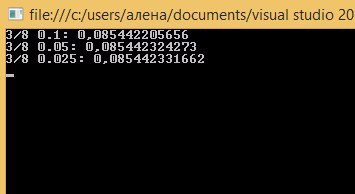 file:///c:/users/алена/documents/visual studio 20
3/8 0.1: 0,085442205656
3/8 0.05: 0,085442324273
3/8 0.025: 0,085442331662